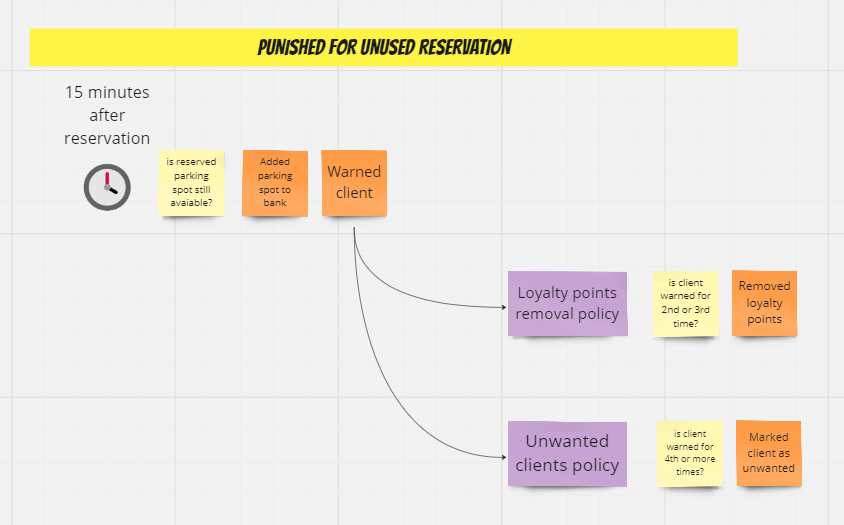 PUNISHED FOR UNUSED RESERVATION
15 minutes
after
reservation
is reserved
parking
spot still
avaiable?
Added
parking
spot to
bank
Warned
client
Loyalty points
removal policy
is client
warned for
2nd or 3rd
time?
Removed
loyalty
points
Unwanted
clients policy
is client
warned for
4th or more
times?
Marked
client as
unwanted